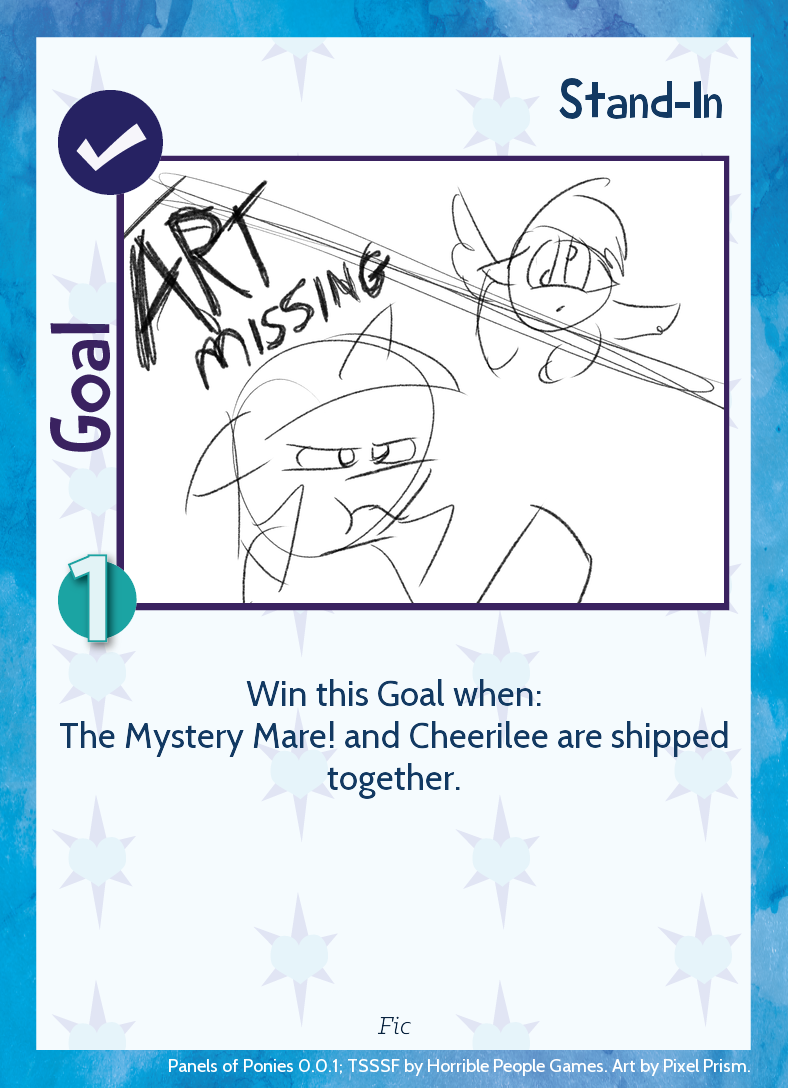 Stand-In
ART
MISSING
Goal
1
Win this Goal when:
The Mystery Mare! and Cheerilee are shipped
together.
Fic
Panels of Ponies 0.0.1; TSSSF by Horrible People Games. Art by Pixel Prism.